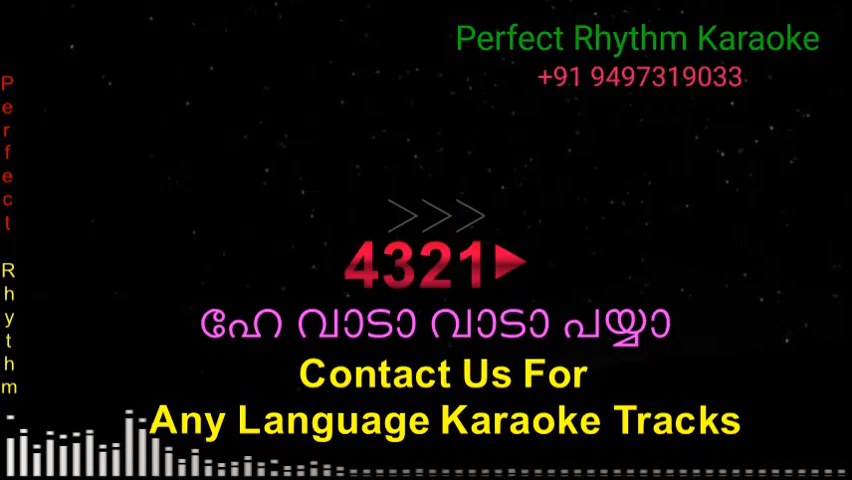 Perfect Rhythm Karaoke
+91 9497319033
Perfect Rhythm
>>>
4321▶
ഹേ വാടാ വാടാ പയ്യാ
Contact Us For
Any Language Karaoke Tracks